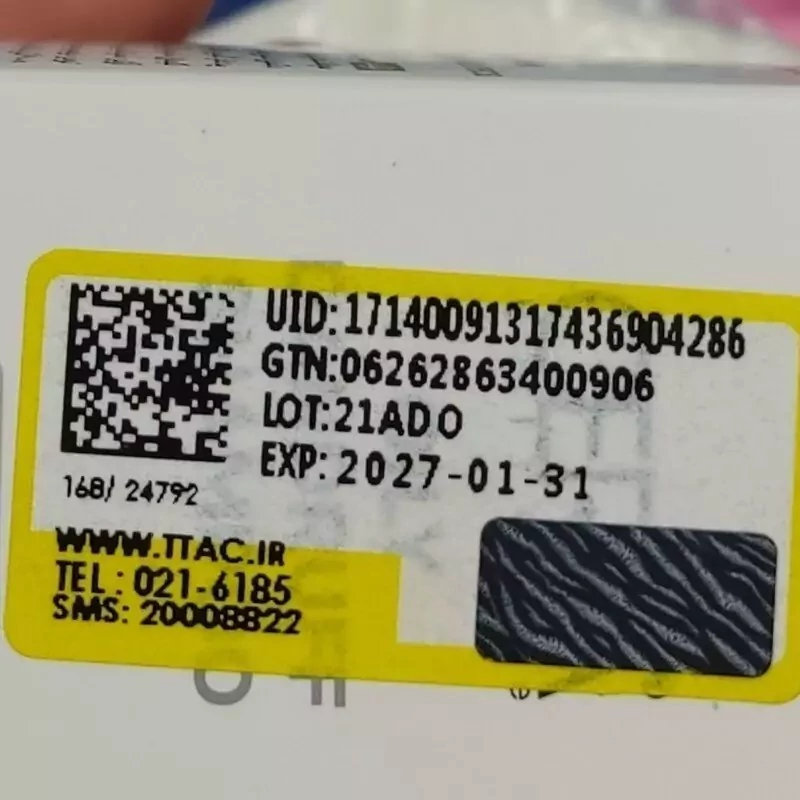 UID:17140091317436904286
GTN:06262863400906
LOT:21ADO
EXP:2027-01-31
168/ 24792
WWW.TTAC.IR
TEL: 021-6185
SMS: 20008822